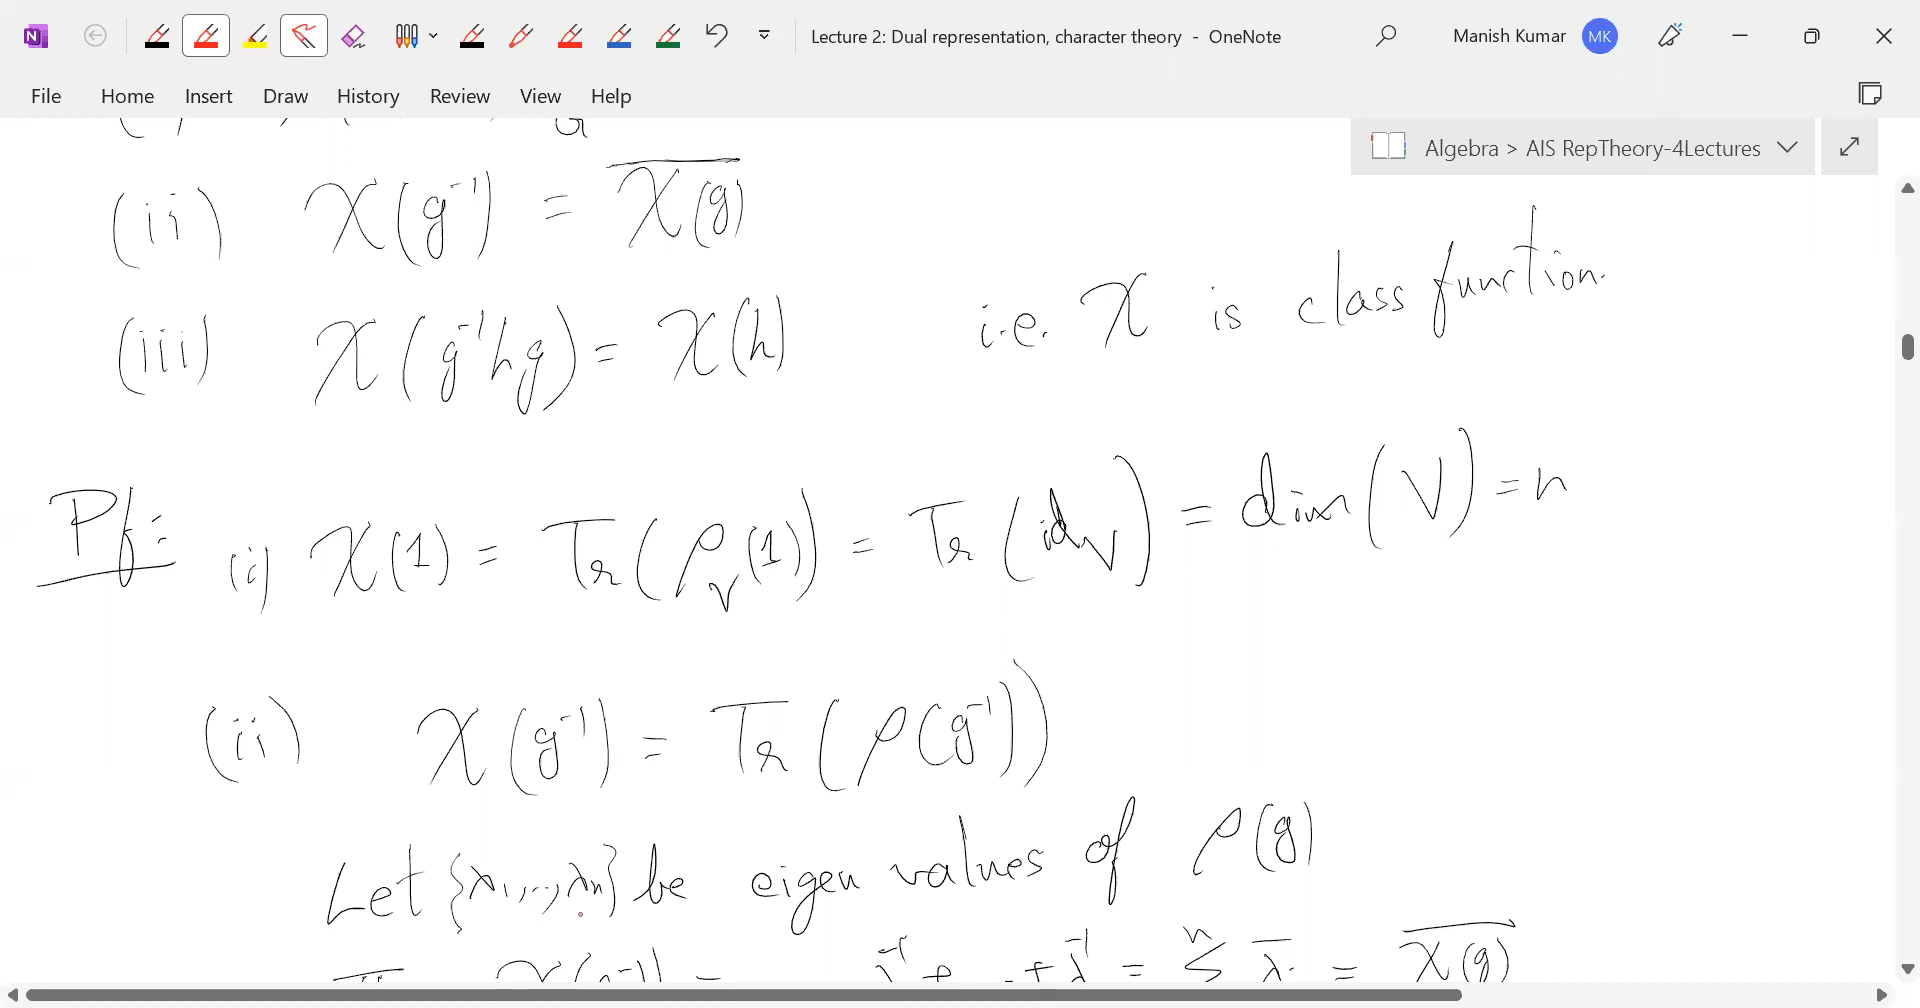 Lecture 2: Dual representation, character theory - OneNote
Manish Kumar MK
File Home Insert Draw History Review View Help
Algebra > AIS RepTheory-4Lectures
(ii) χ(g⁻¹) = \overline{χ(g)}
(iii) χ(g⁻¹hg) = χ(h) i.e. χ is class function.
Pf: (i) χ(1) = Tr(ρ_V(1)) = Tr(id_V) = dim(V) = n
(ii) χ(g⁻¹) = Tr(ρ(g⁻¹))
Let {λ₁,..,λₙ} be eigen values of ρ(g)
= \overline{χ(g)}